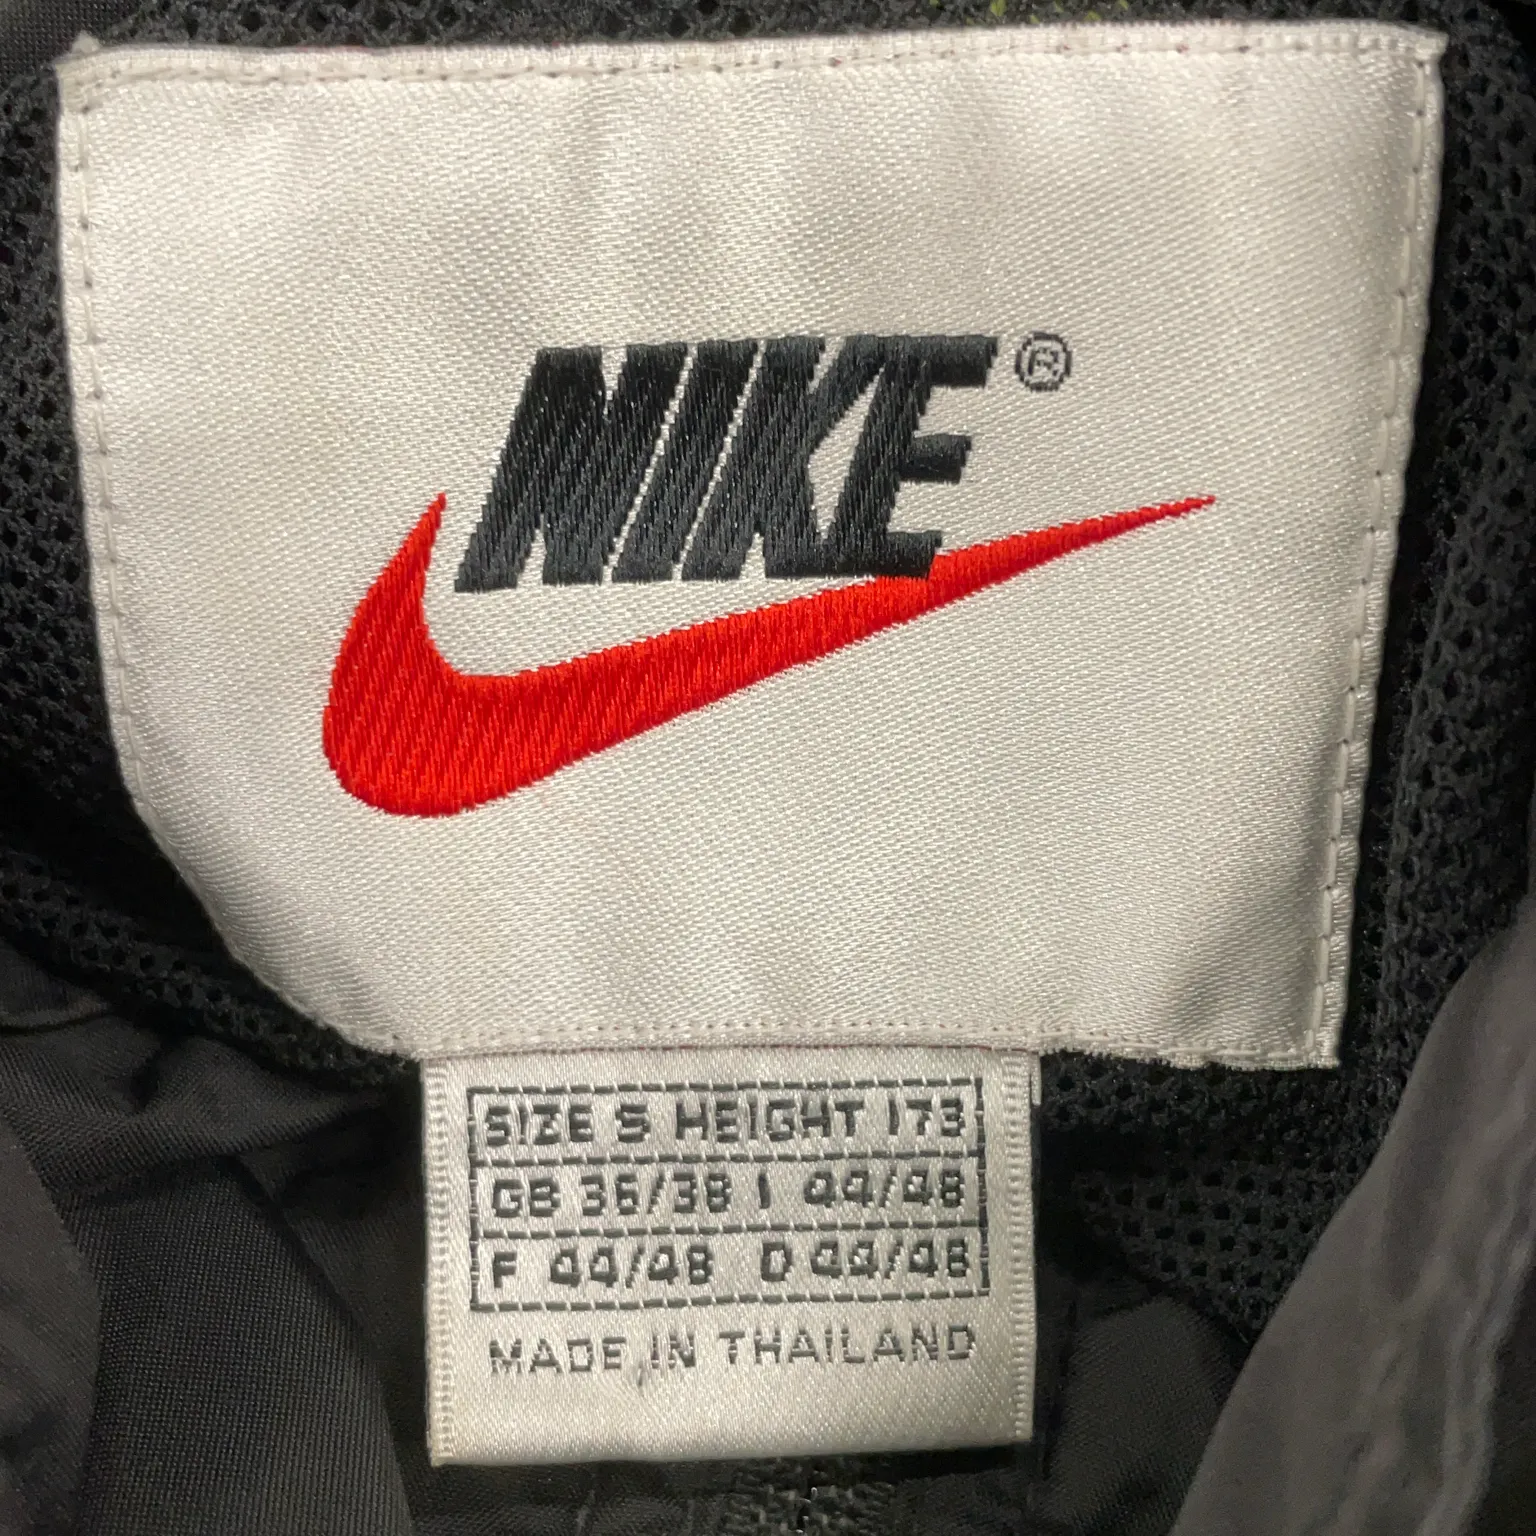 NIKE®
SIZE S HEIGHT 173
GB 36/38 I 44/48
F 44/48 D 44/48
MADE IN THAILAND